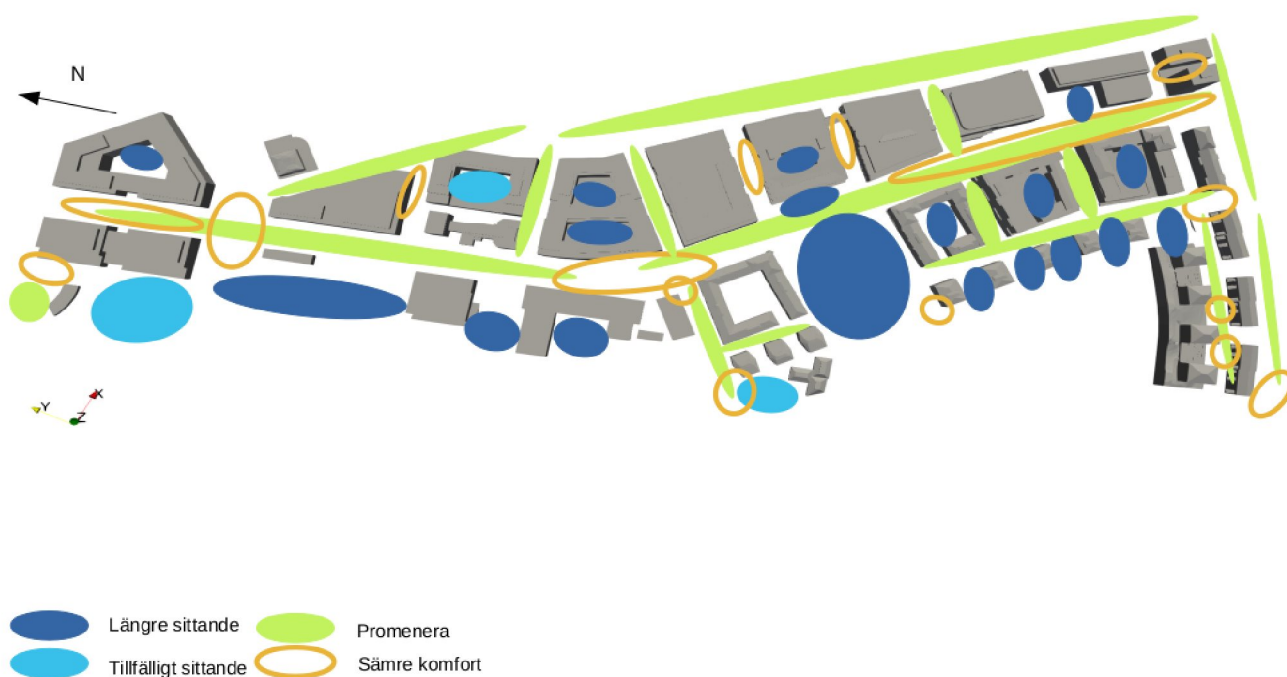 N
X
Y
Z
Längre sittande
Promenera
Tillfälligt sittande
Sämre komfort